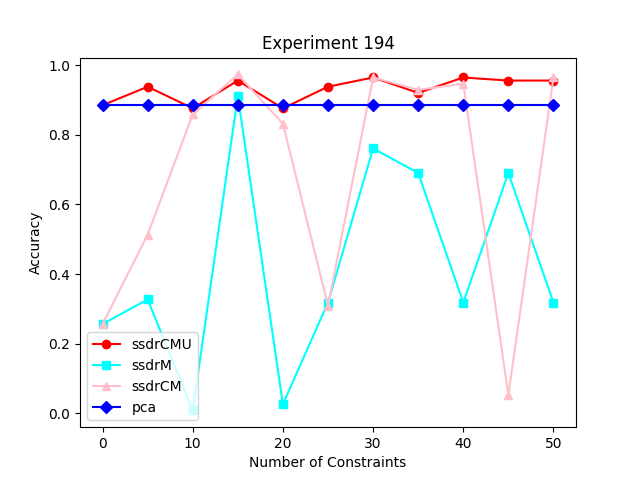 Experiment 194
Accuracy
1.0
0.8
0.6
0.4
0.2
0.0
ssdrCMU
ssdrM
ssdrCM
pca
0 10 20 30 40 50
Number of Constraints